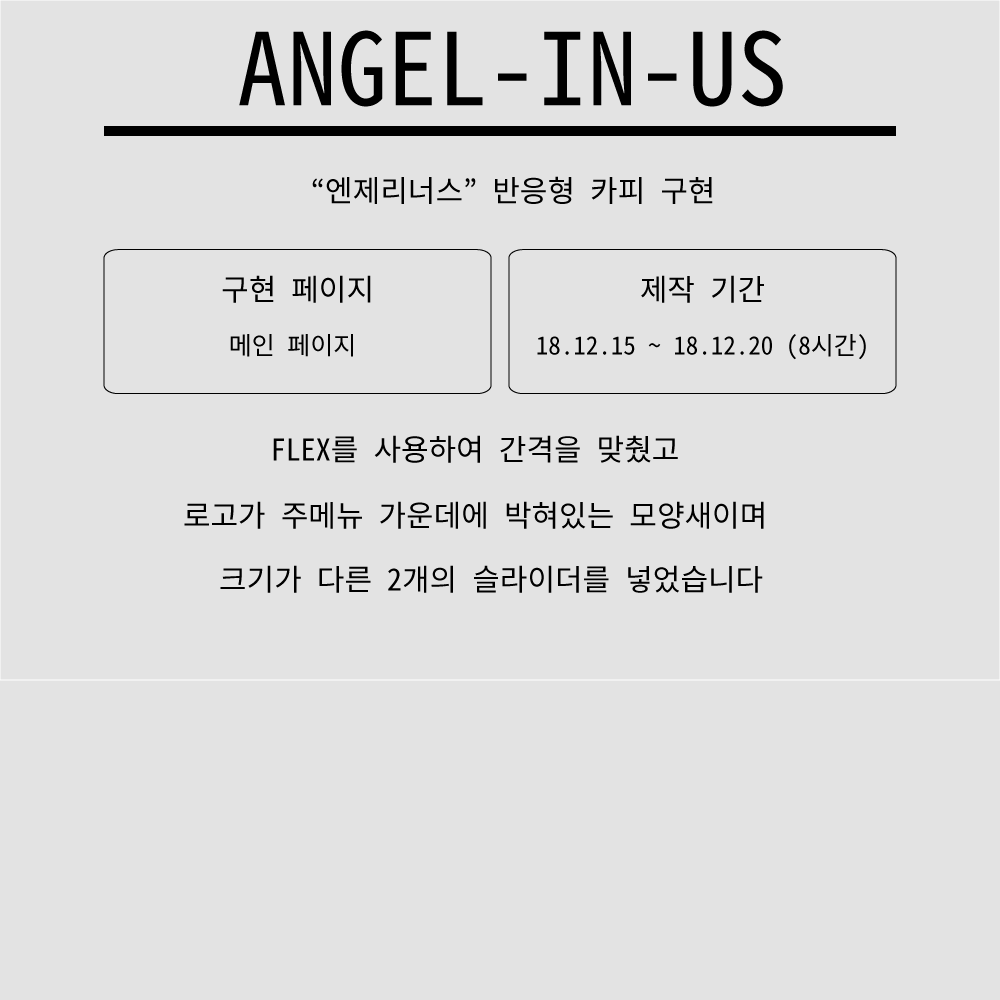 ANGEL-IN-US
“엔제리너스” 반응형 카피 구현
구현 페이지
메인 페이지
제작 기간
18.12.15 ~ 18.12.20 (8시간)
FLEX를 사용하여 간격을 맞췄고
로고가 주메뉴 가운데에 박혀있는 모양새이며
크기가 다른 2개의 슬라이더를 넣었습니다